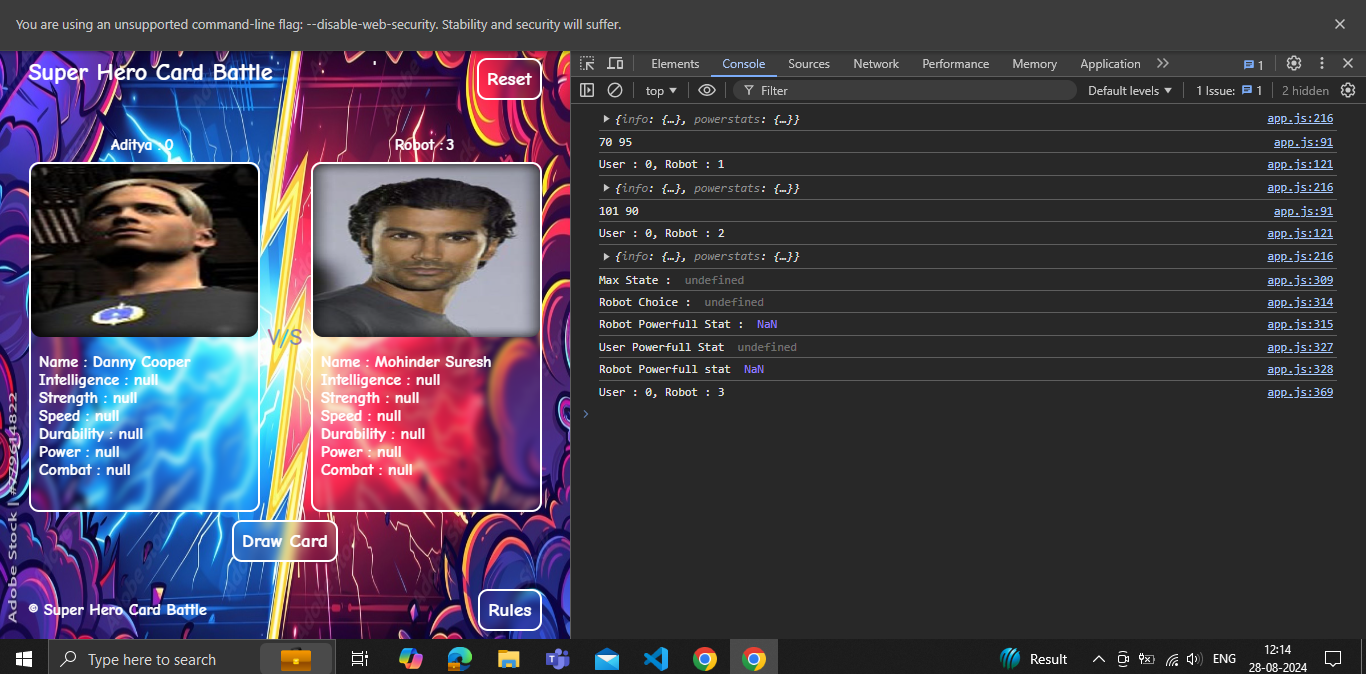 You are using an unsupported command-line flag: --disable-web-security. Stability and security will suffer.
Super Hero Card Battle
Reset
Aditya : 0
Robot : 3
V/S
Name : Danny Cooper
Intelligence : null
Strength : null
Speed : null
Durability : null
Power : null
Combat : null
Name : Mohinder Suresh
Intelligence : null
Strength : null
Speed : null
Durability : null
Power : null
Combat : null
Draw Card
© Super Hero Card Battle
Rules
Adobe Stock | #779614822
Elements Console Sources Network Performance Memory Application 1
top Filter Default levels 1 Issue: 1 2 hidden
{info: {…}, powerstats: {…}} app.js:216
70 95 app.js:91
User : 0, Robot : 1 app.js:121
{info: {…}, powerstats: {…}} app.js:216
101 90 app.js:91
User : 0, Robot : 2 app.js:121
{info: {…}, powerstats: {…}} app.js:216
Max State : undefined app.js:309
Robot Choice : undefined app.js:314
Robot Powerfull Stat : NaN app.js:315
User Powerfull Stat undefined app.js:327
Robot Powerfull stat NaN app.js:328
User : 0, Robot : 3 app.js:369
Type here to search
Result
ENG
12:14
28-08-2024